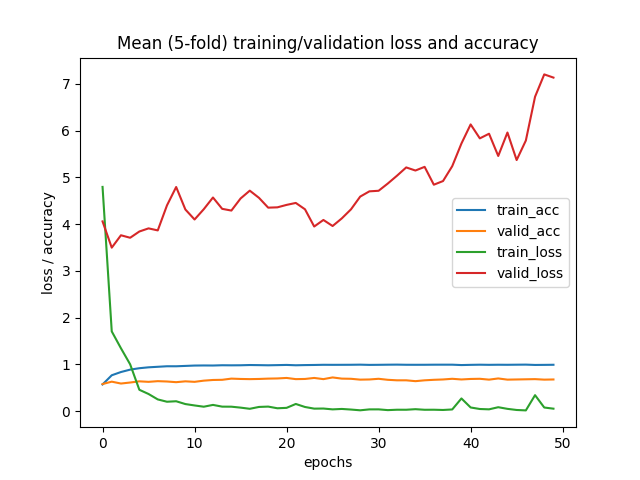 Mean (5-fold) training/validation loss and accuracy
7
6
5
4
3
2
1
0
loss / accuracy
train_acc
valid_acc
train_loss
valid_loss
0 10 20 30 40 50
epochs